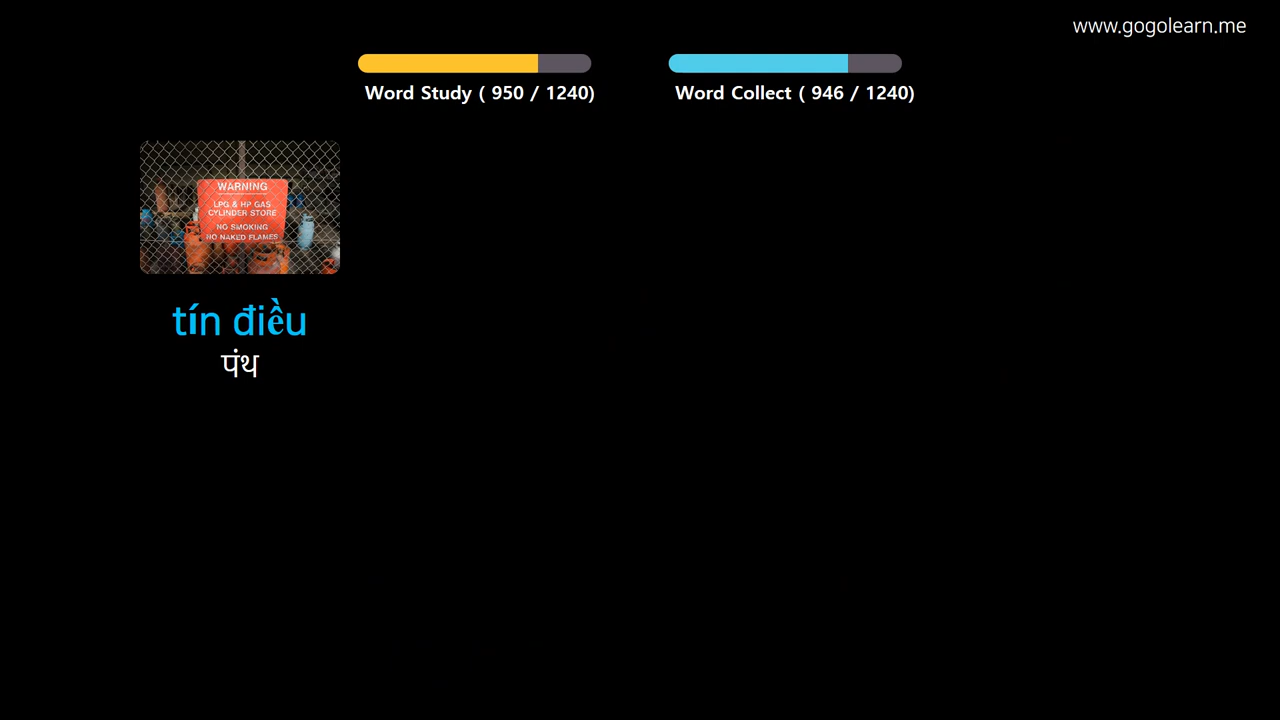 www.gogolearn.me
Word Study ( 950 / 1240)
Word Collect ( 946 / 1240)
WARNING
LPG & HP GAS
CYLINDER STORE
NO SMOKING
NO NAKED FLAMES
tín điều
पंथ